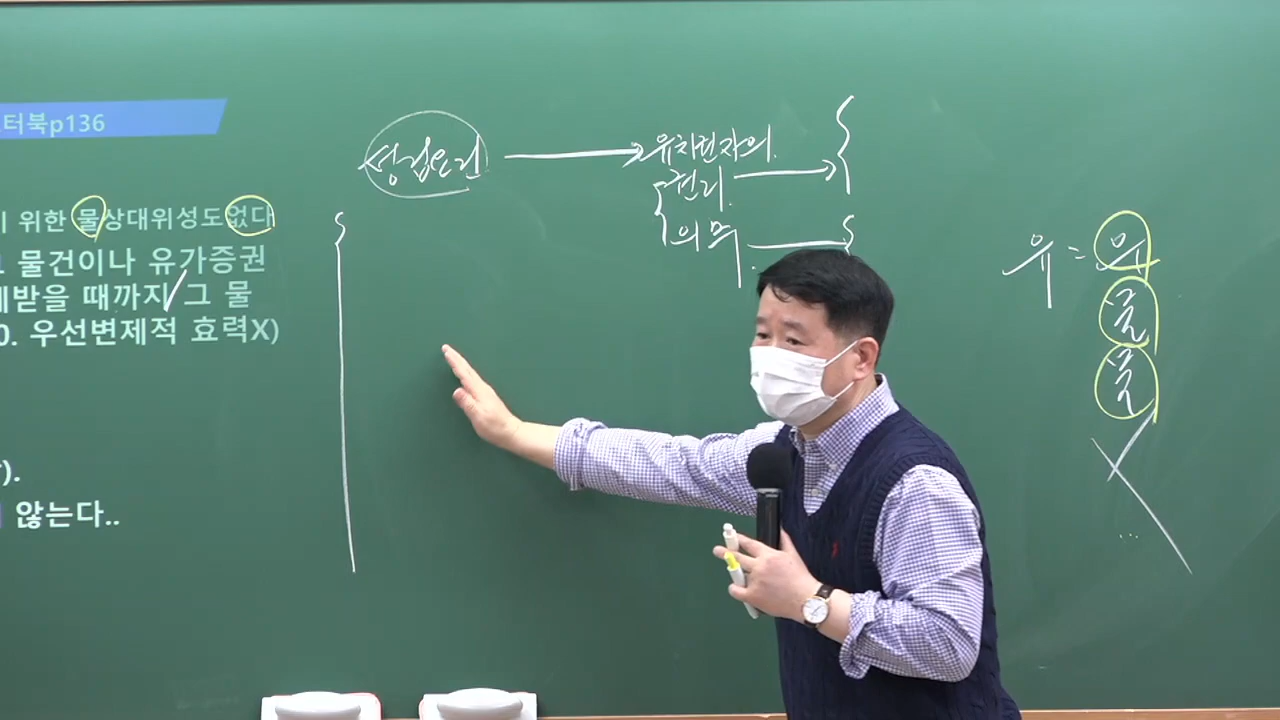 터북p136
위한 물상대위성도 없다
물건이나 유가증권
받을 때까지 그 물
0. 우선변제적 효력X)
).
않는다..
성립요건
유치권자의
권리.
의무
유 = 유
물
물
...